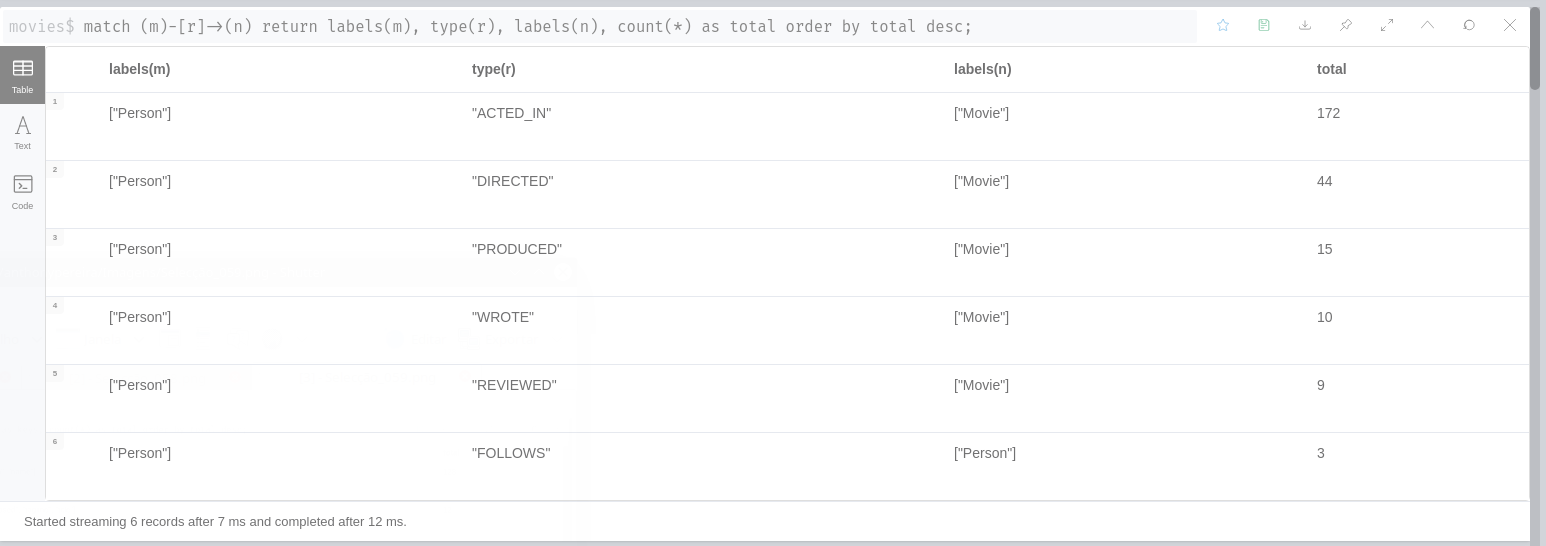 movies$ match (m)-[r]->(n) return labels(m), type(r), labels(n), count(*) as total order by total desc;
Table
Text
Code
labels(m) type(r) labels(n) total
1 ["Person"] "ACTED_IN" ["Movie"] 172
2 ["Person"] "DIRECTED" ["Movie"] 44
3 ["Person"] "PRODUCED" ["Movie"] 15
4 ["Person"] "WROTE" ["Movie"] 10
5 ["Person"] "REVIEWED" ["Movie"] 9
6 ["Person"] "FOLLOWS" ["Person"] 3
Started streaming 6 records after 7 ms and completed after 12 ms.